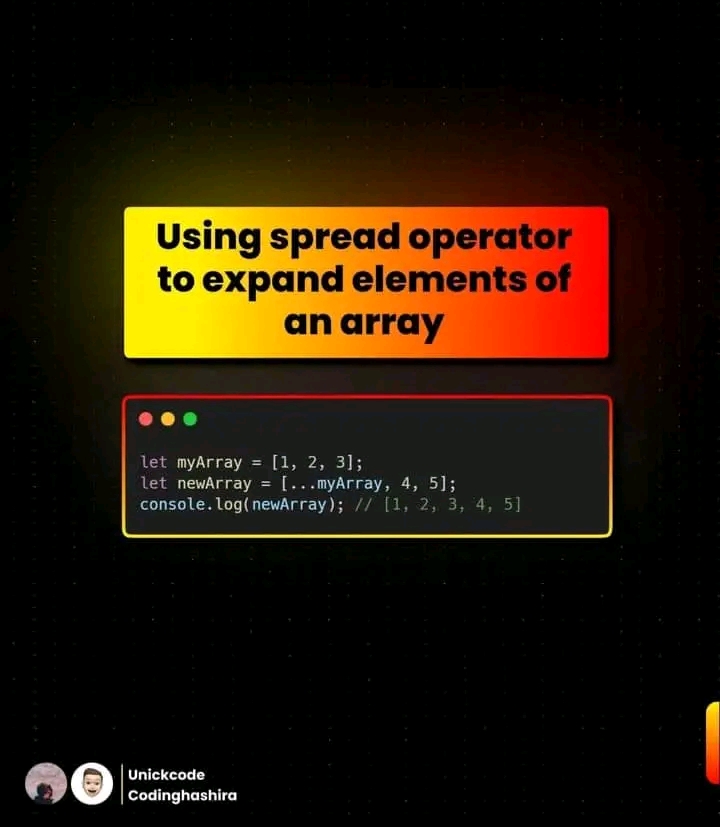 Using spread operator
to expand elements of
an array
let myArray = [1, 2, 3];
let newArray = [...myArray, 4, 5];
console.log(newArray); // [1, 2, 3, 4, 5]
Unickcode
Codinghashira